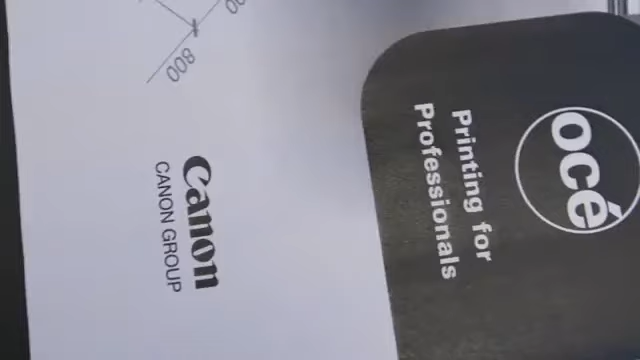 océ
Printing for
Professionals
Canon
CANON GROUP
800